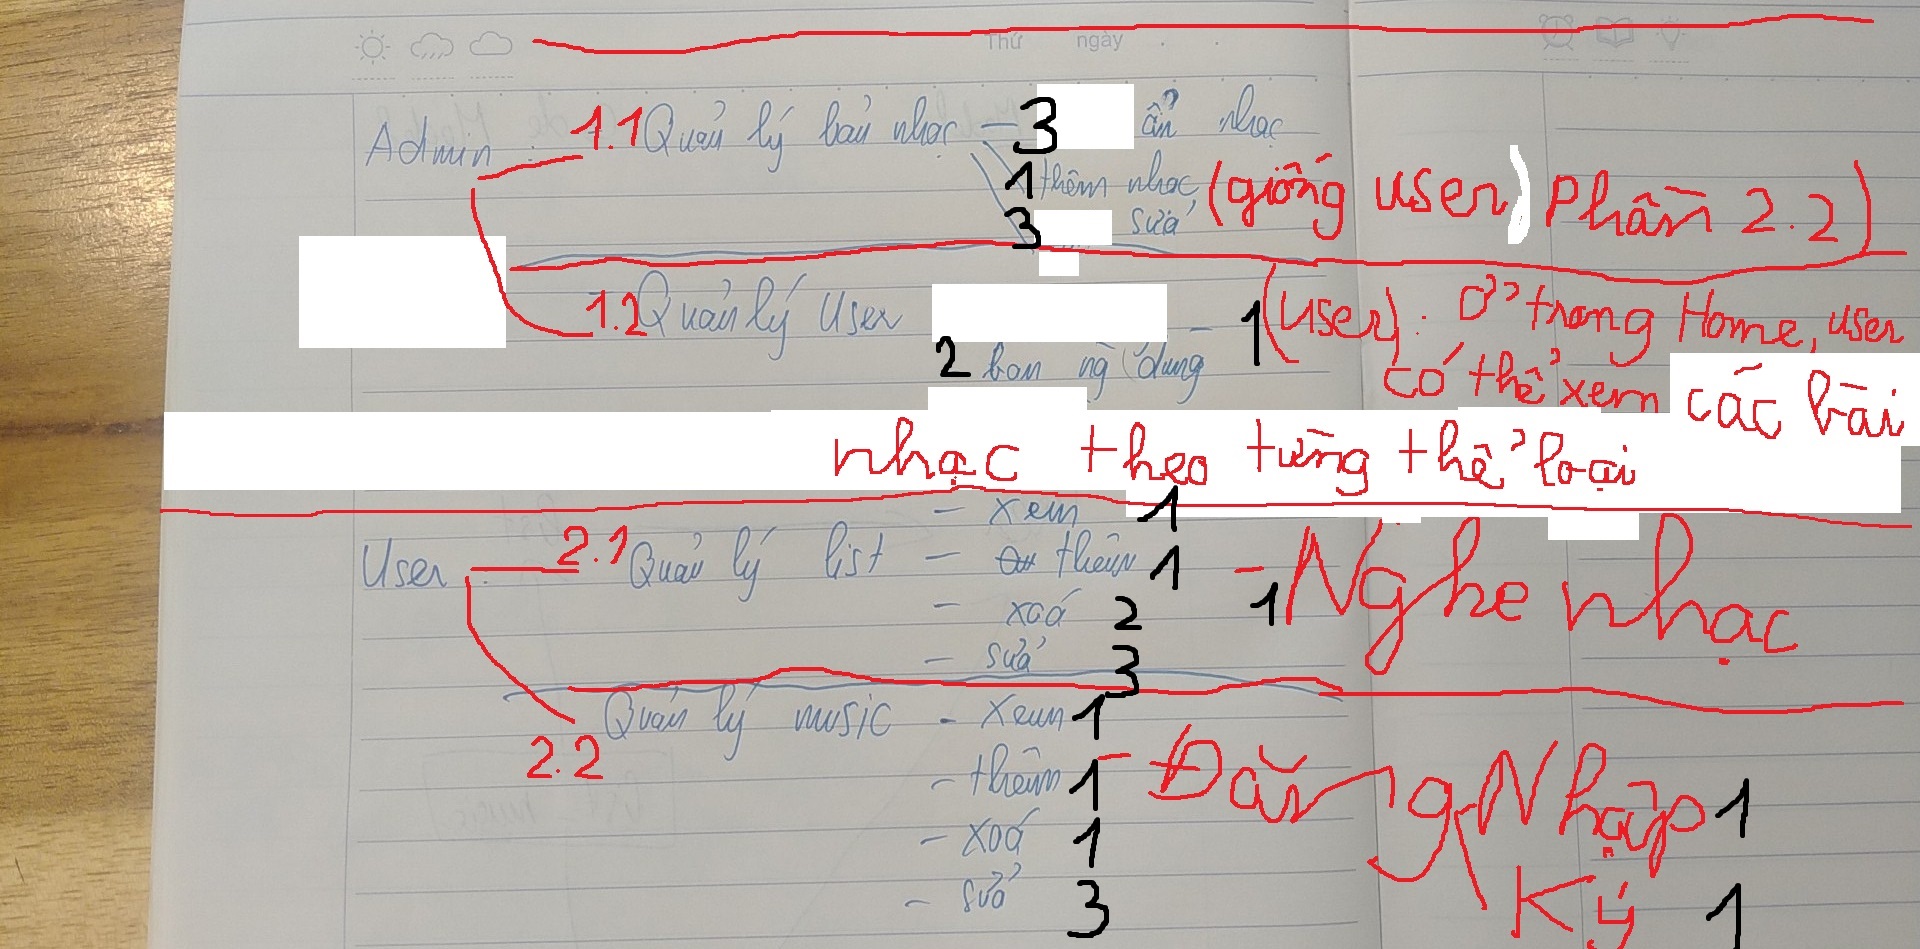 Thứ ngày
Admin 1.1 Quản lý bản nhạc - 3 ẩn nhạc
1 thêm nhạc (giống user) Phần 2.2)
3 sửa
1.2 Quản lý User - 1 (User). Ở trang Home, user
2 ban ng dùng có thể xem các bài
nhạc theo từng thể loại
- xem 1
User 2.1 Quản lý list - thêm 1 - 1 Nghe nhạc
- xoá 2
- sửa 3
2.2 Quản lý music - Xem 1
- thêm 1 - Đăng Nhập 1
- xoá 1
- sửa 3 Ký 1